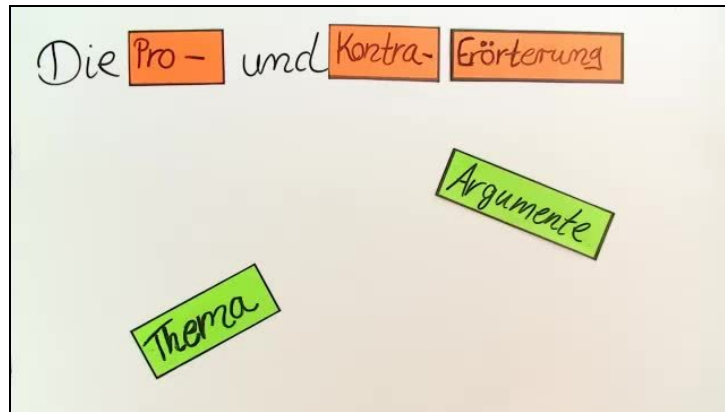 Die Pro- und Kontra- Erörterung
Argumente
Thema